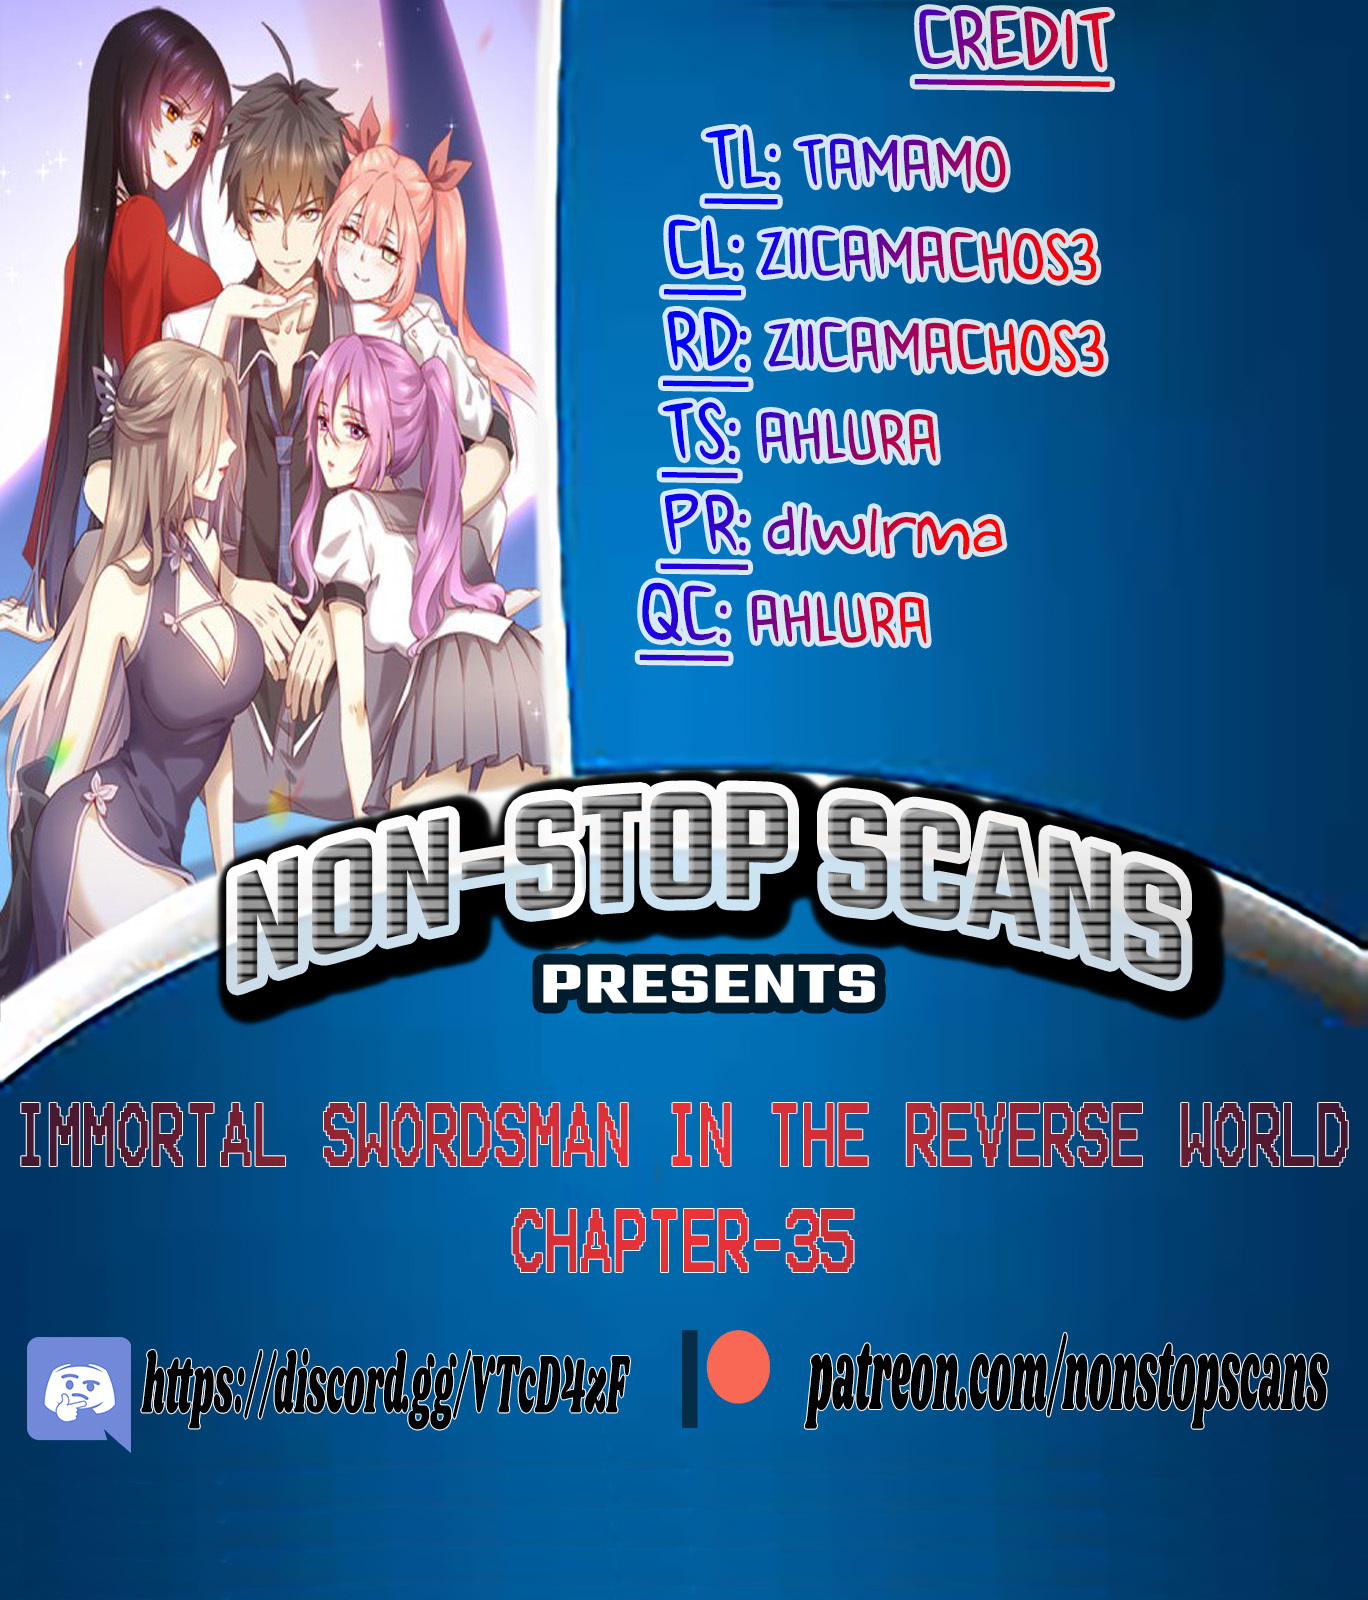 CREDIT
TL: TAMAMO
CL: ZIICAMACHOS3
RD: ZIICAMACHOS3
TS: AHLURA
PR: dlwlrma
QC: AHLURA
NON-STOP SCANS
PRESENTS
IMMORTAL SWORDSMAN IN THE REVERSE WORLD
CHAPTER-35
https://discord.gg/VTcD4zF
patreon.com/nonstopscans